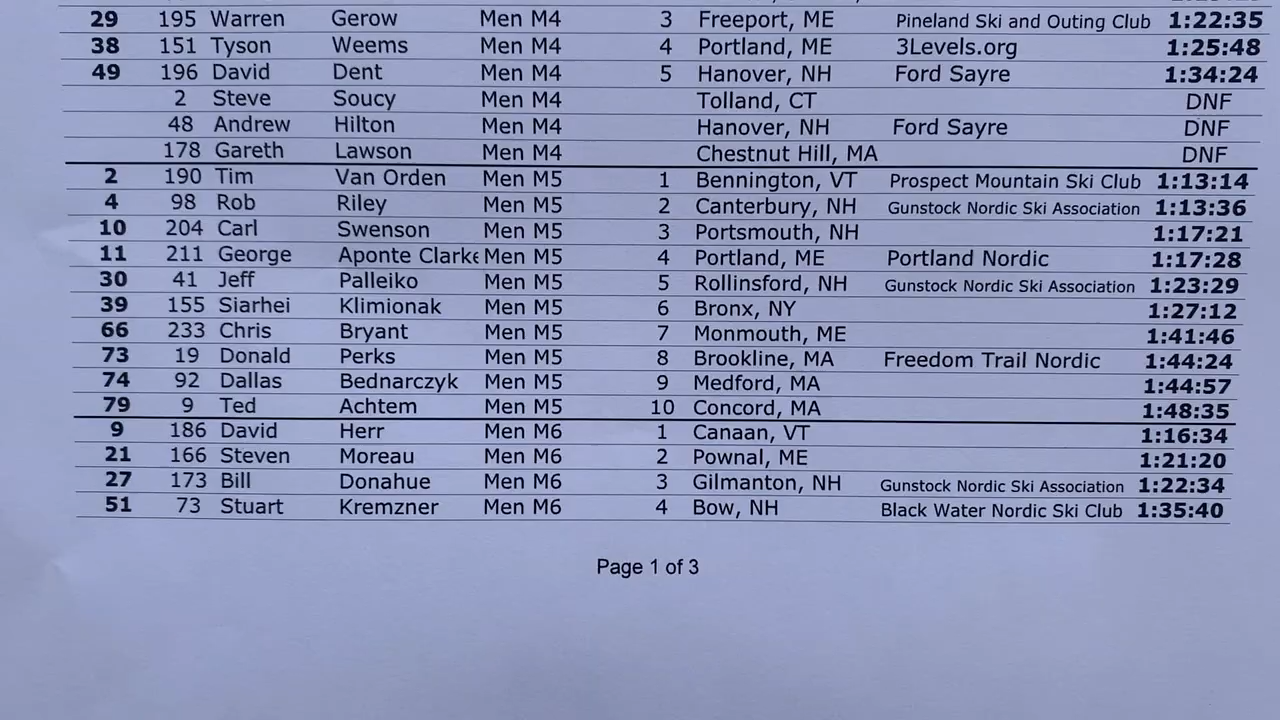 29 195 Warren Gerow Men M4 3 Freeport, ME Pineland Ski and Outing Club 1:22:35
38 151 Tyson Weems Men M4 4 Portland, ME 3Levels.org 1:25:48
49 196 David Dent Men M4 5 Hanover, NH Ford Sayre 1:34:24
2 Steve Soucy Men M4 Tolland, CT DNF
48 Andrew Hilton Men M4 Hanover, NH Ford Sayre DNF
178 Gareth Lawson Men M4 Chestnut Hill, MA DNF
2 190 Tim Van Orden Men M5 1 Bennington, VT Prospect Mountain Ski Club 1:13:14
4 98 Rob Riley Men M5 2 Canterbury, NH Gunstock Nordic Ski Association 1:13:36
10 204 Carl Swenson Men M5 3 Portsmouth, NH 1:17:21
11 211 George Aponte Clarke Men M5 4 Portland, ME Portland Nordic 1:17:28
30 41 Jeff Palleiko Men M5 5 Rollinsford, NH Gunstock Nordic Ski Association 1:23:29
39 155 Siarhei Klimionak Men M5 6 Bronx, NY 1:27:12
66 233 Chris Bryant Men M5 7 Monmouth, ME 1:41:46
73 19 Donald Perks Men M5 8 Brookline, MA Freedom Trail Nordic 1:44:24
74 92 Dallas Bednarczyk Men M5 9 Medford, MA 1:44:57
79 9 Ted Achtem Men M5 10 Concord, MA 1:48:35
9 186 David Herr Men M6 1 Canaan, VT 1:16:34
21 166 Steven Moreau Men M6 2 Pownal, ME 1:21:20
27 173 Bill Donahue Men M6 3 Gilmanton, NH Gunstock Nordic Ski Association 1:22:34
51 73 Stuart Kremzner Men M6 4 Bow, NH Black Water Nordic Ski Club 1:35:40
Page 1 of 3